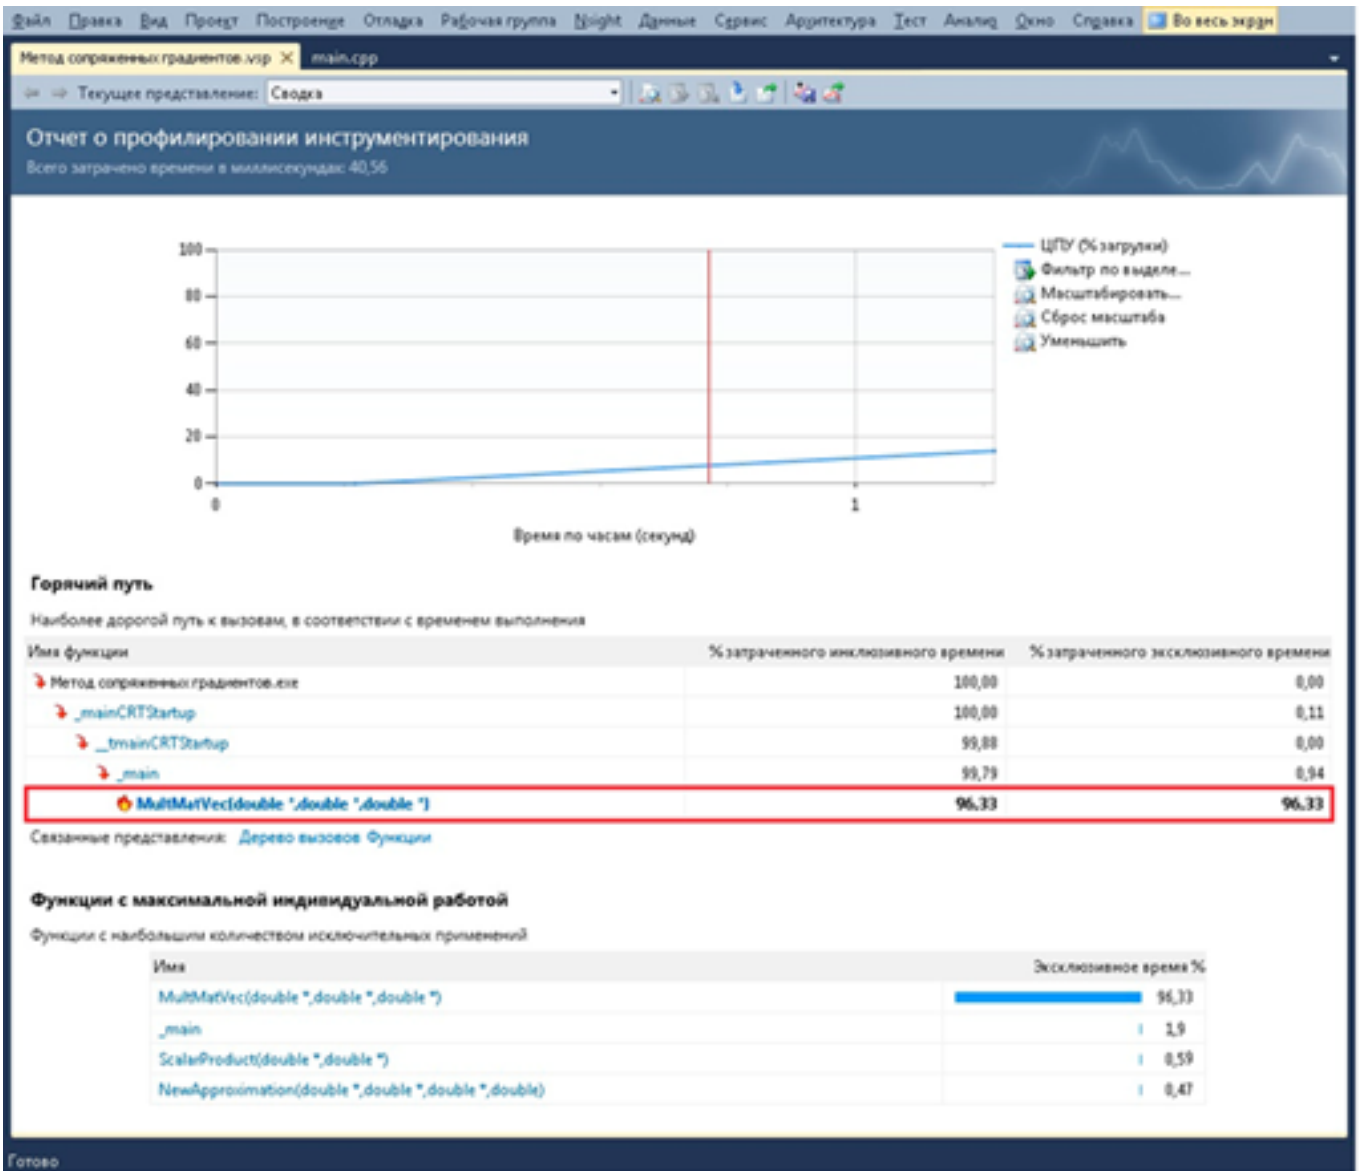 Файл Правка Вид Проект Построение Отладка Рабочая группа Nsight Данные Сервис Архитектура Тест Анализ Окно Справка Во весь экран
Метод сопряженных градиентов.vsp main.cpp
Текущее представление: Сводка
Отчет о профилировании инструментирования
Всего затрачено времени в миллисекундах: 40,56
100
80
60
40
20
0
0 1
Время по часам (секунд)
ЦПУ (% загрузки)
Фильтр по выделе...
Масштабировать...
Сброс масштаба
Уменьшить
Горячий путь
Наиболее дорогой путь к вызовам, в соответствии с временем выполнения
Имя функции % затраченного инклюзивного времени % затраченного эксклюзивного времени
Метод сопряженных градиентов.exe 100,00 0,00
_mainCRTStartup 100,00 0,11
__tmainCRTStartup 99,88 0,00
_main 99,79 0,94
MultMatVec(double *,double *,double *) 96,33 96,33
Связанные представления: Дерево вызовов Функции
Функции с максимальной индивидуальной работой
Функции с наибольшим количеством исключительных применений
Имя Эксклюзивное время %
MultMatVec(double *,double *,double *) 96,33
_main 1,9
ScalarProduct(double *,double *) 0,59
NewApproximation(double *,double *,double *,double) 0,47
Готово